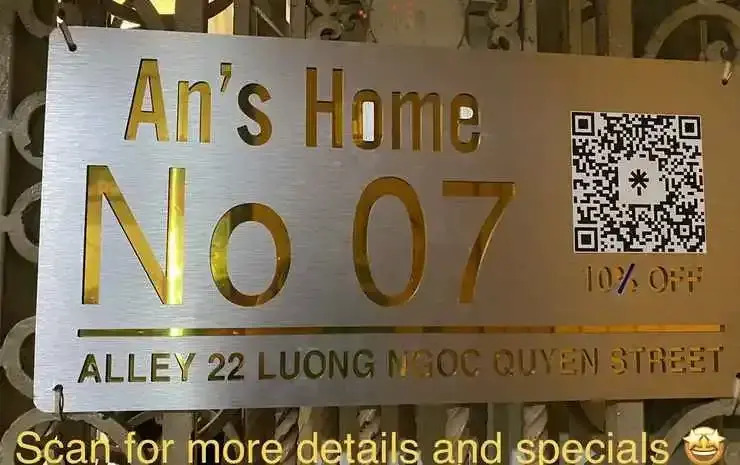 An's Home
No 07
10% OFF
ALLEY 22 LUONG NGOC QUYEN STREET
Scan for more details and specials 🤩